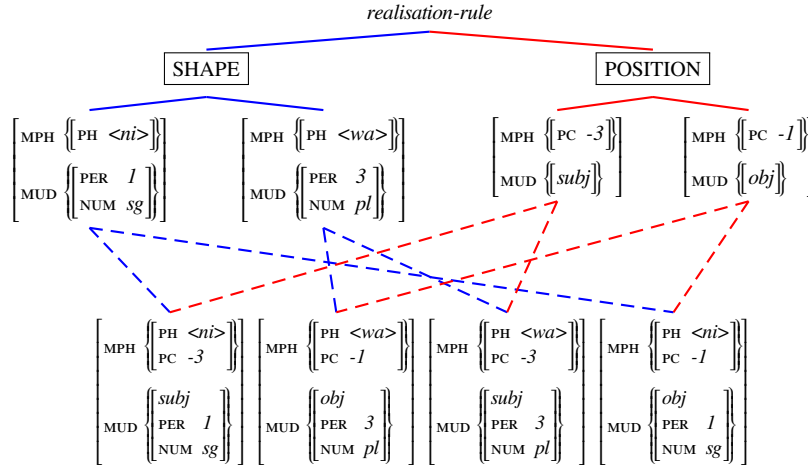 realisation-rule
SHAPE POSITION
MPH {[PH <ni>]} MPH {[PH <wa>]} MPH {[PC -3]} MPH {[PC -1]}
MUD {[PER 1 MUD {[PER 3 MUD {[subj]} MUD {[obj]}
NUM sg]} NUM pl]}
MPH {[PH <ni> MPH {[PH <wa> MPH {[PH <wa> MPH {[PH <ni>
PC -3]} PC -1]} PC -3]} PC -1]}
subj obj subj obj
MUD {[PER 1 MUD {[PER 3 MUD {[PER 3 MUD {[PER 1
NUM sg]} NUM pl]} NUM pl]} NUM sg]}